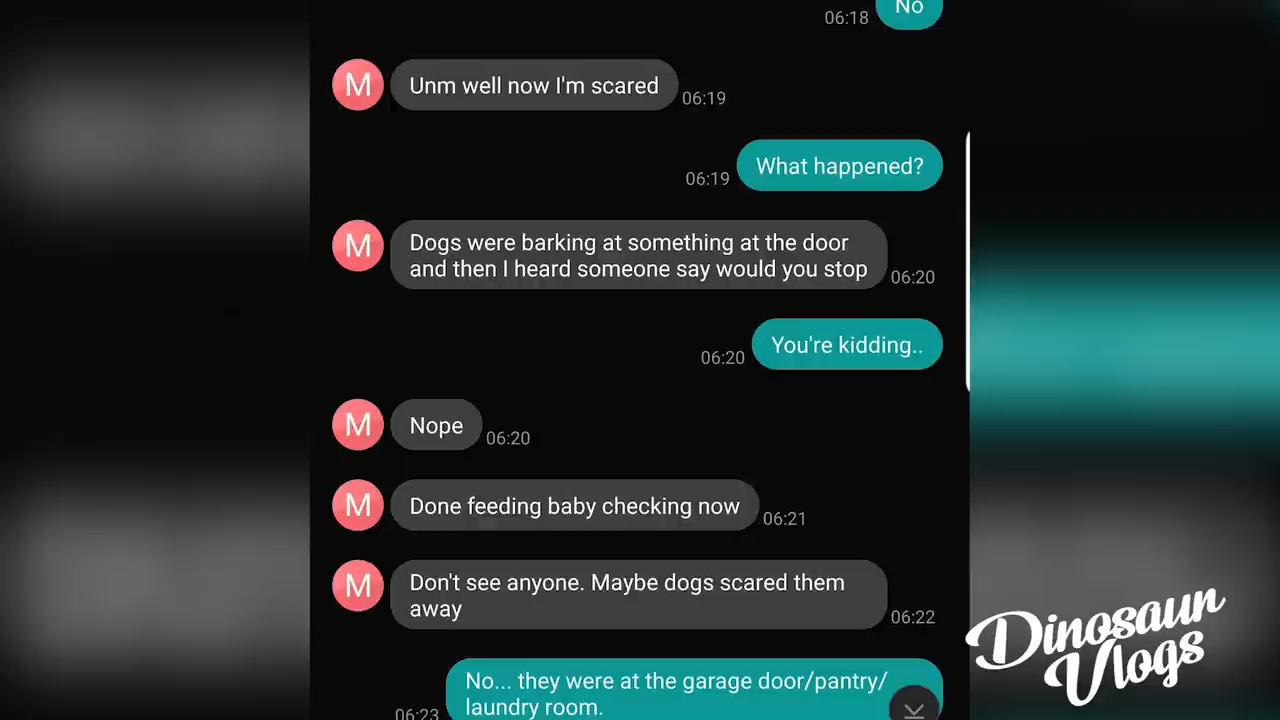 No
06:18
M
Unm well now I'm scared
06:19
What happened?
06:19
M
Dogs were barking at something at the door
and then I heard someone say would you stop
06:20
You're kidding..
06:20
M
Nope
06:20
M
Done feeding baby checking now
06:21
M
Don't see anyone. Maybe dogs scared them
away
06:22
No... they were at the garage door/pantry/
laundry room.
06:23
Dinosaun
Vlogs